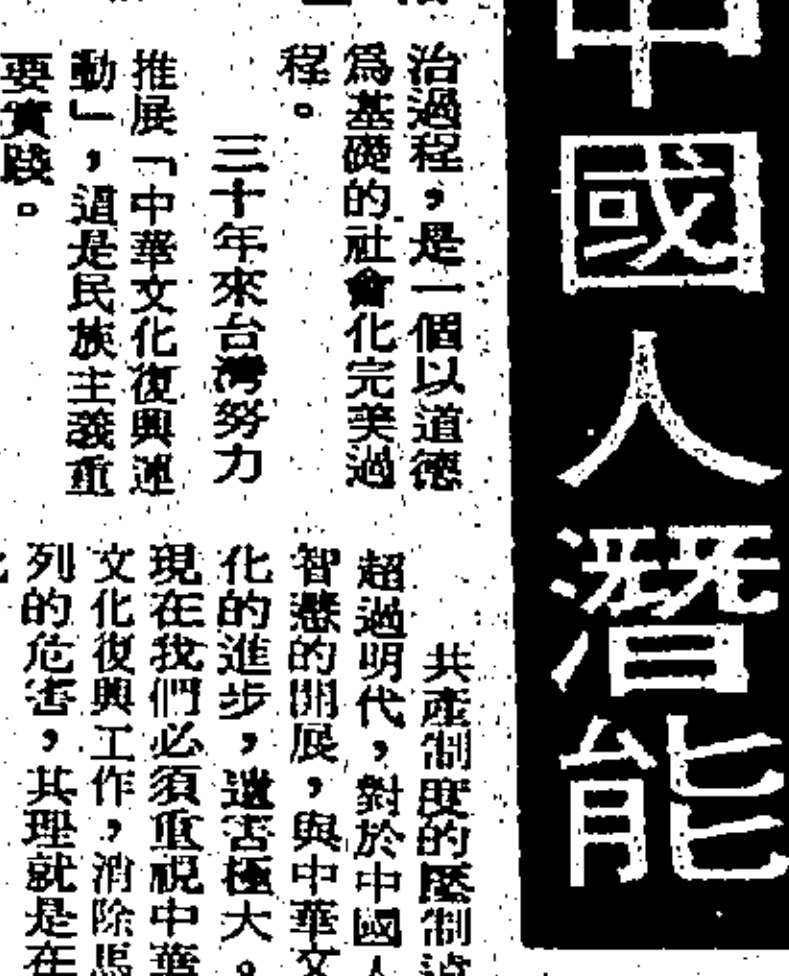 中國人潛能
治過程，是一個以道德
爲基礎的社會化完美過
程。
三十年來台灣努力
推展「中華文化復興運
動」，這是民族主義重
要實踐。
共產制度的壓制
超過明代，對於中國人
智慧的開展，與中華文
化的進步，遺害極大。
現在我們必須重視中華
文化復興工作，消除馬
列的危害，其理就是在